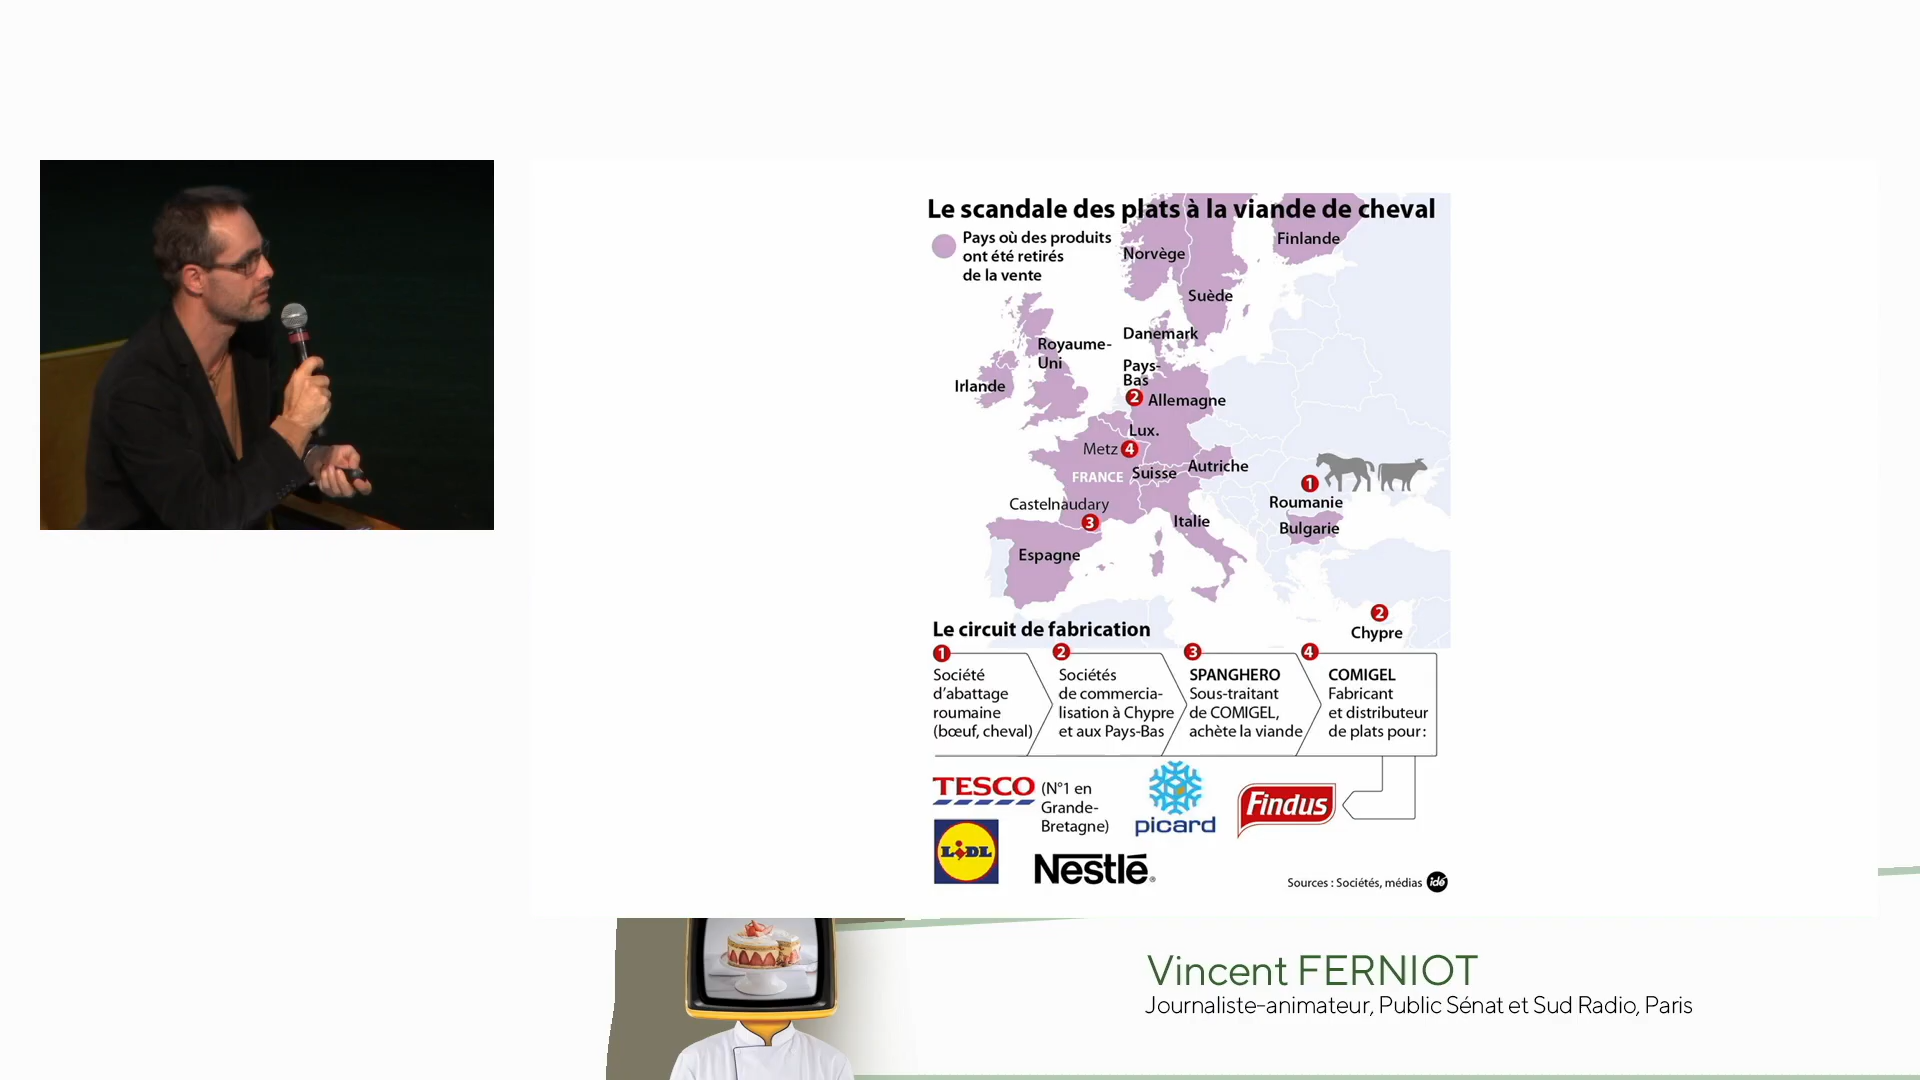 Le scandale des plats à la viande de cheval
Pays où des produits
ont été retirés
de la vente
Finlande
Norvège
Suède
Danemark
Royaume-
Uni
Pays-
Bas
Irlande
2 Allemagne
Lux.
Metz 4
FRANCE
Suisse
Autriche
1
Roumanie
Castelnaudary
3
Italie
Bulgarie
Espagne
2
Chypre
Le circuit de fabrication
1
Société
d'abattage
roumaine
(bœuf, cheval)
2
Sociétés
de commercia-
lisation à Chypre
et aux Pays-Bas
3
SPANGHERO
Sous-traitant
de COMIGEL,
achète la viande
4
COMIGEL
Fabricant
et distributeur
de plats pour :
TESCO
(N°1 en
Grande-
Bretagne)
picard
Findus
LIDL
Nestlé®
Sources : Sociétés, médias idé
Vincent FERNIOT
Journaliste-animateur, Public Sénat et Sud Radio, Paris